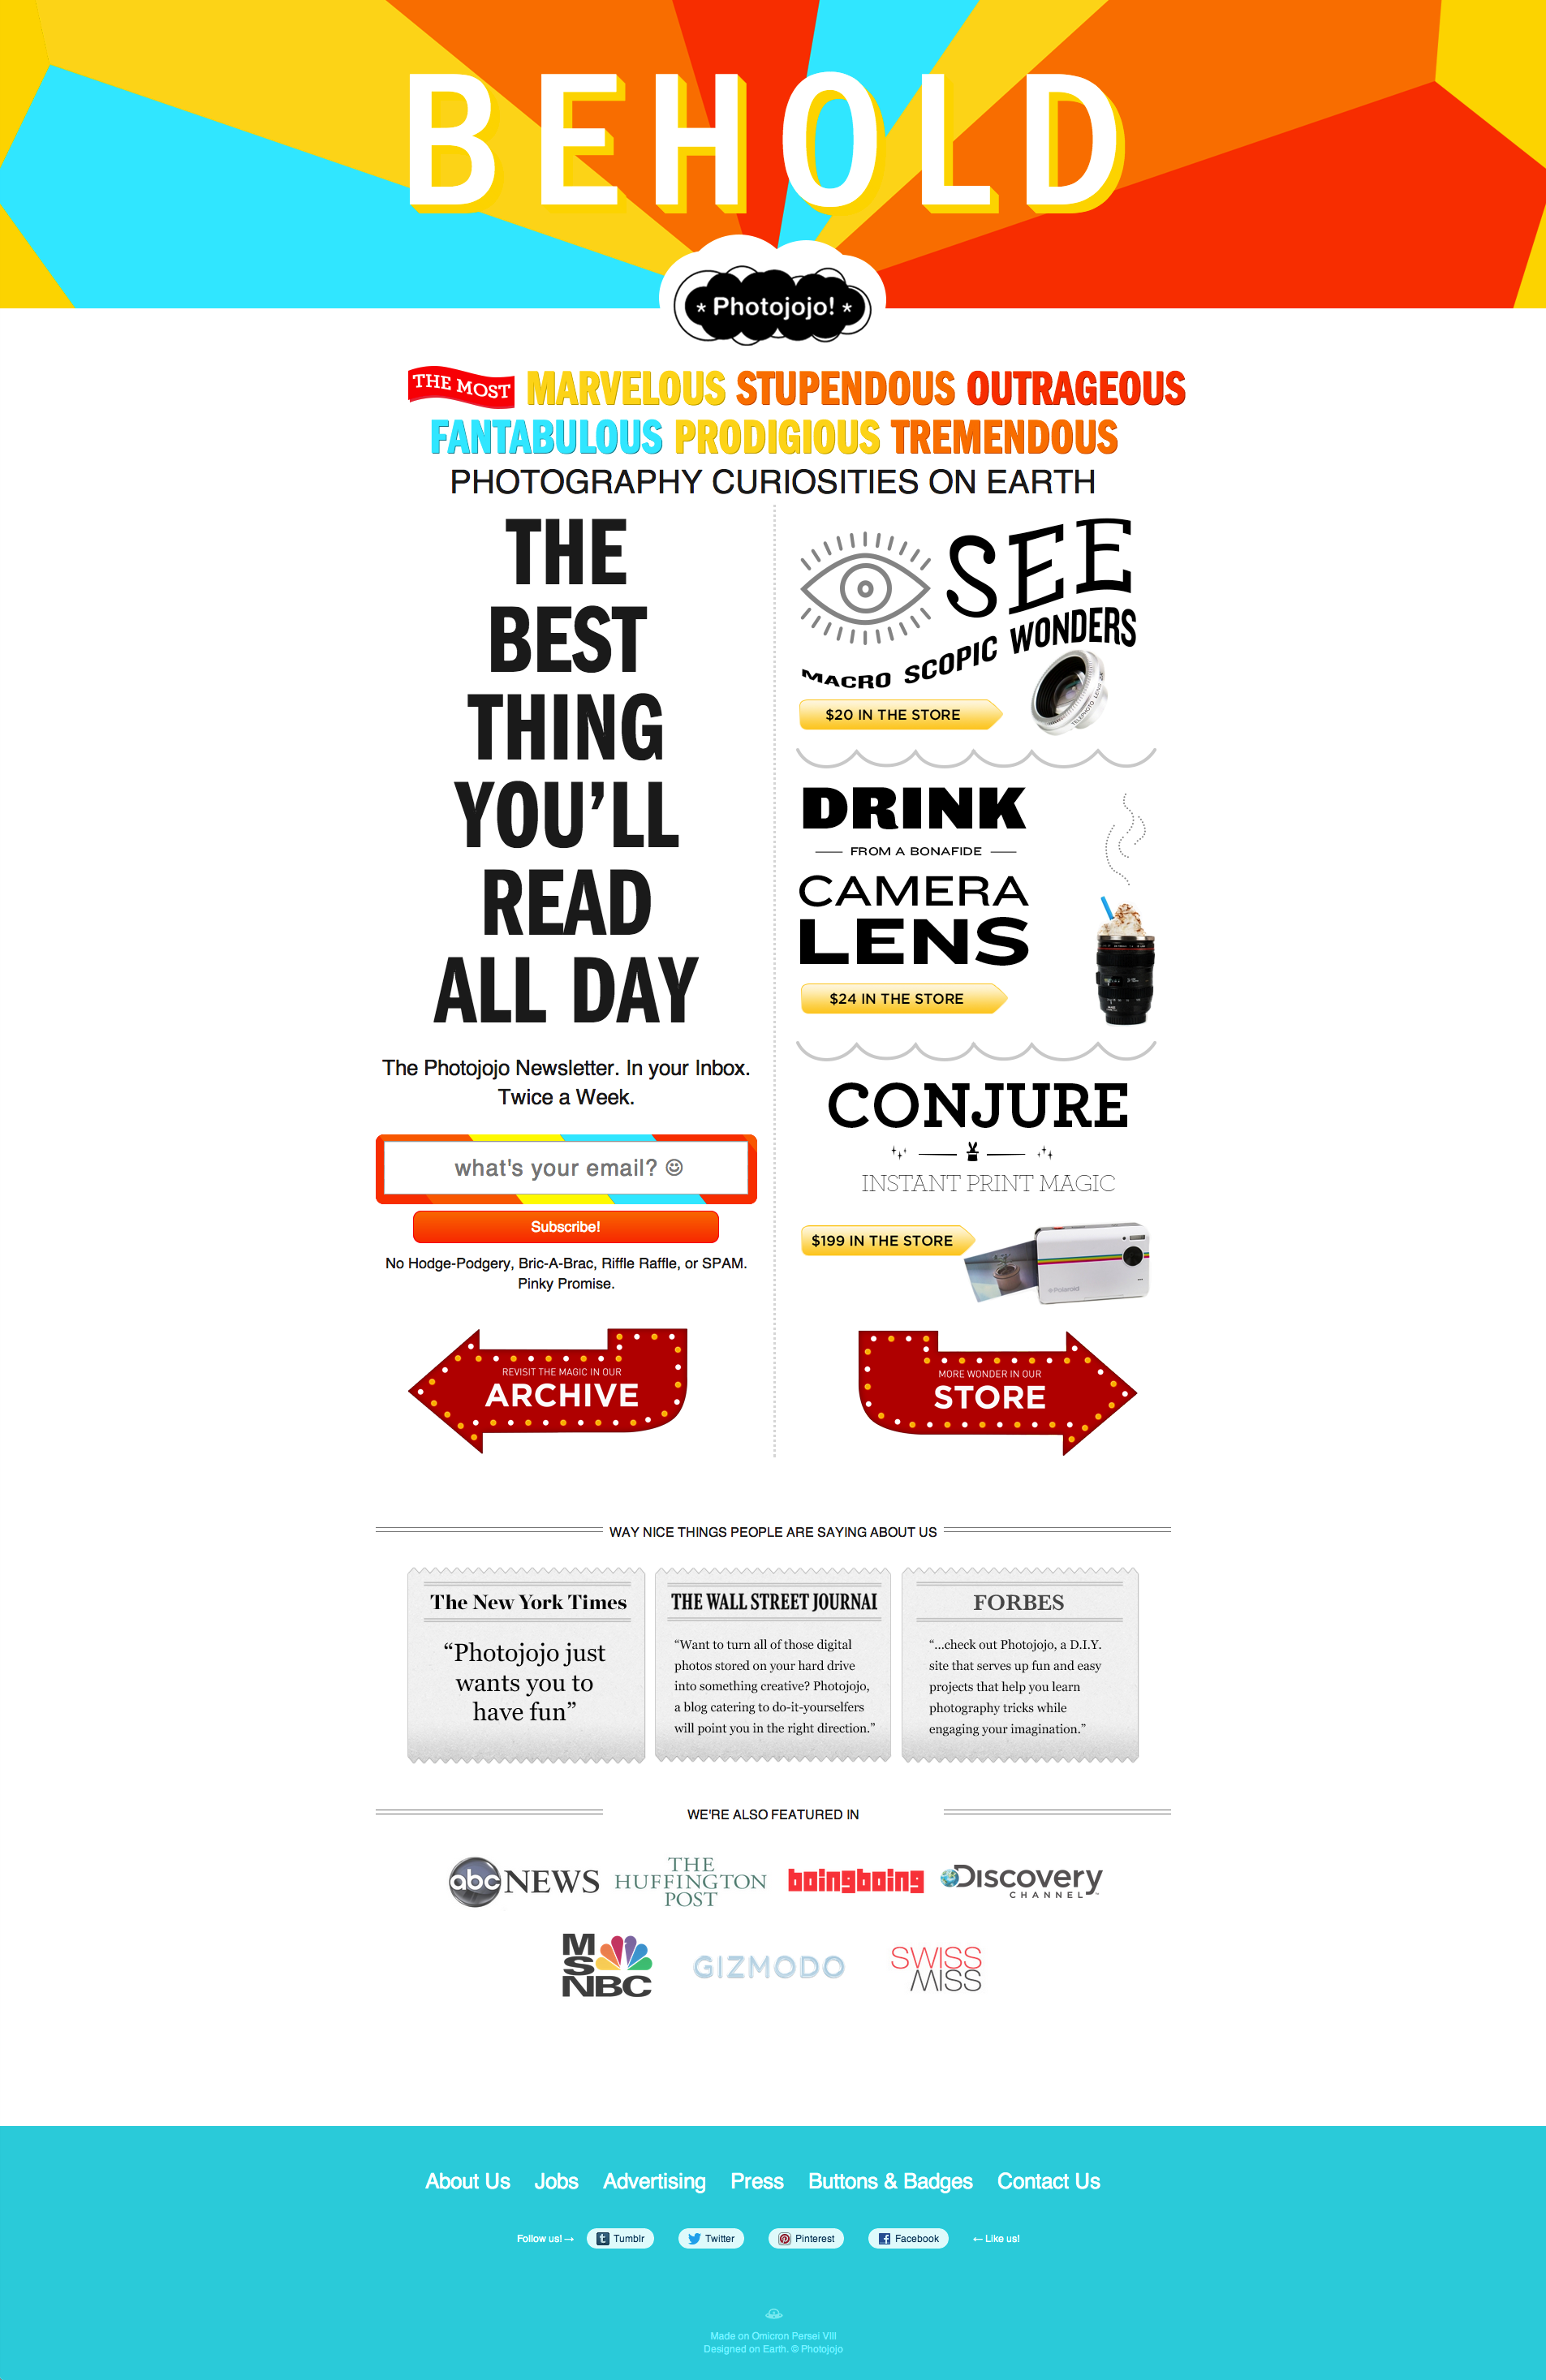 BEHOLD
* Photojojo! *
THE MOST MARVELOUS STUPENDOUS OUTRAGEOUS
FANTABULOUS PRODIGIOUS TREMENDOUS
PHOTOGRAPHY CURIOSITIES ON EARTH
THE
BEST
THING
YOU’LL
READ
ALL DAY
The Photojojo Newsletter. In your Inbox.
Twice a Week.
what's your email? ☺
Subscribe!
No Hodge-Podgery, Bric-A-Brac, Riffle Raffle, or SPAM.
Pinky Promise.
REVISIT THE MAGIC IN OUR
ARCHIVE
SEE
MACRO SCOPIC WONDERS
TELEPHOTO LENS
$20 IN THE STORE
DRINK
FROM A BONAFIDE
CAMERA
LENS
$24 IN THE STORE
CONJURE
INSTANT PRINT MAGIC
$199 IN THE STORE
Polaroid
MORE WONDER IN OUR
STORE
WAY NICE THINGS PEOPLE ARE SAYING ABOUT US
The New York Times
“Photojojo just
wants you to
have fun”
THE WALL STREET JOURNAL
“Want to turn all of those digital
photos stored on your hard drive
into something creative? Photojojo,
a blog catering to do-it-yourselfers
will point you in the right direction.”
FORBES
“...check out Photojojo, a D.I.Y.
site that serves up fun and easy
projects that help you learn
photography tricks while
engaging your imagination.”
WE'RE ALSO FEATURED IN
abc NEWS
THE
HUFFINGTON
POST
boingboing
Discovery
CHANNEL
M
S
NBC
GIZMODO
SWISS
MISS
About Us Jobs Advertising Press Buttons & Badges Contact Us
Follow us! → Tumblr Twitter Pinterest Facebook ← Like us!
Made on Omicron Persei VIII
Designed on Earth. © Photojojo